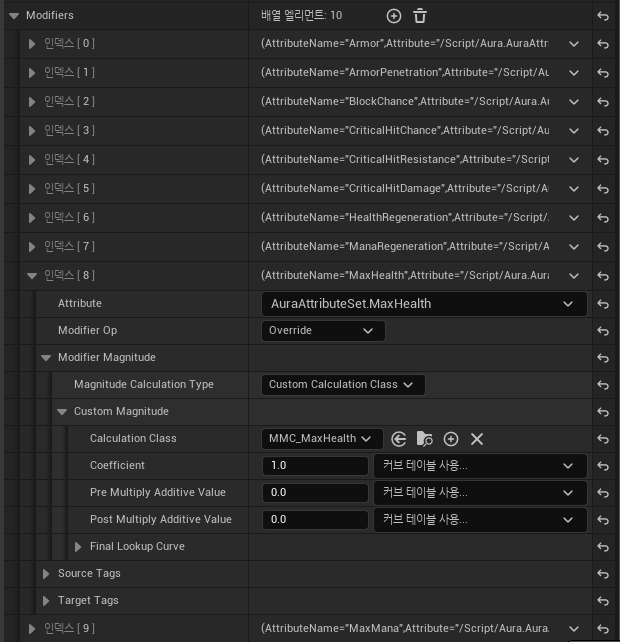 Modifiers 배열 엘리먼트: 10
인덱스 [ 0 ] (AttributeName="Armor",Attribute="/Script/Aura.AuraAttri
인덱스 [ 1 ] (AttributeName="ArmorPenetration",Attribute="/Script/Au
인덱스 [ 2 ] (AttributeName="BlockChance",Attribute="/Script/Aura.Au
인덱스 [ 3 ] (AttributeName="CriticalHitChance",Attribute="/Script/Au
인덱스 [ 4 ] (AttributeName="CriticalHitResistance",Attribute="/Script
인덱스 [ 5 ] (AttributeName="CriticalHitDamage",Attribute="/Script/A
인덱스 [ 6 ] (AttributeName="HealthRegeneration",Attribute="/Script/.
인덱스 [ 7 ] (AttributeName="ManaRegeneration",Attribute="/Script/A
인덱스 [ 8 ] (AttributeName="MaxHealth",Attribute="/Script/Aura.Aura
Attribute AuraAttributeSet.MaxHealth
Modifier Op Override
Modifier Magnitude
Magnitude Calculation Type Custom Calculation Class
Custom Magnitude
Calculation Class MMC_MaxHealth
Coefficient 1.0 커브 테이블 사용...
Pre Multiply Additive Value 0.0 커브 테이블 사용...
Post Multiply Additive Value 0.0 커브 테이블 사용...
Final Lookup Curve
Source Tags
Target Tags
인덱스 [ 9 ] (AttributeName="MaxMana",Attribute="/Script/Aura.Aura.